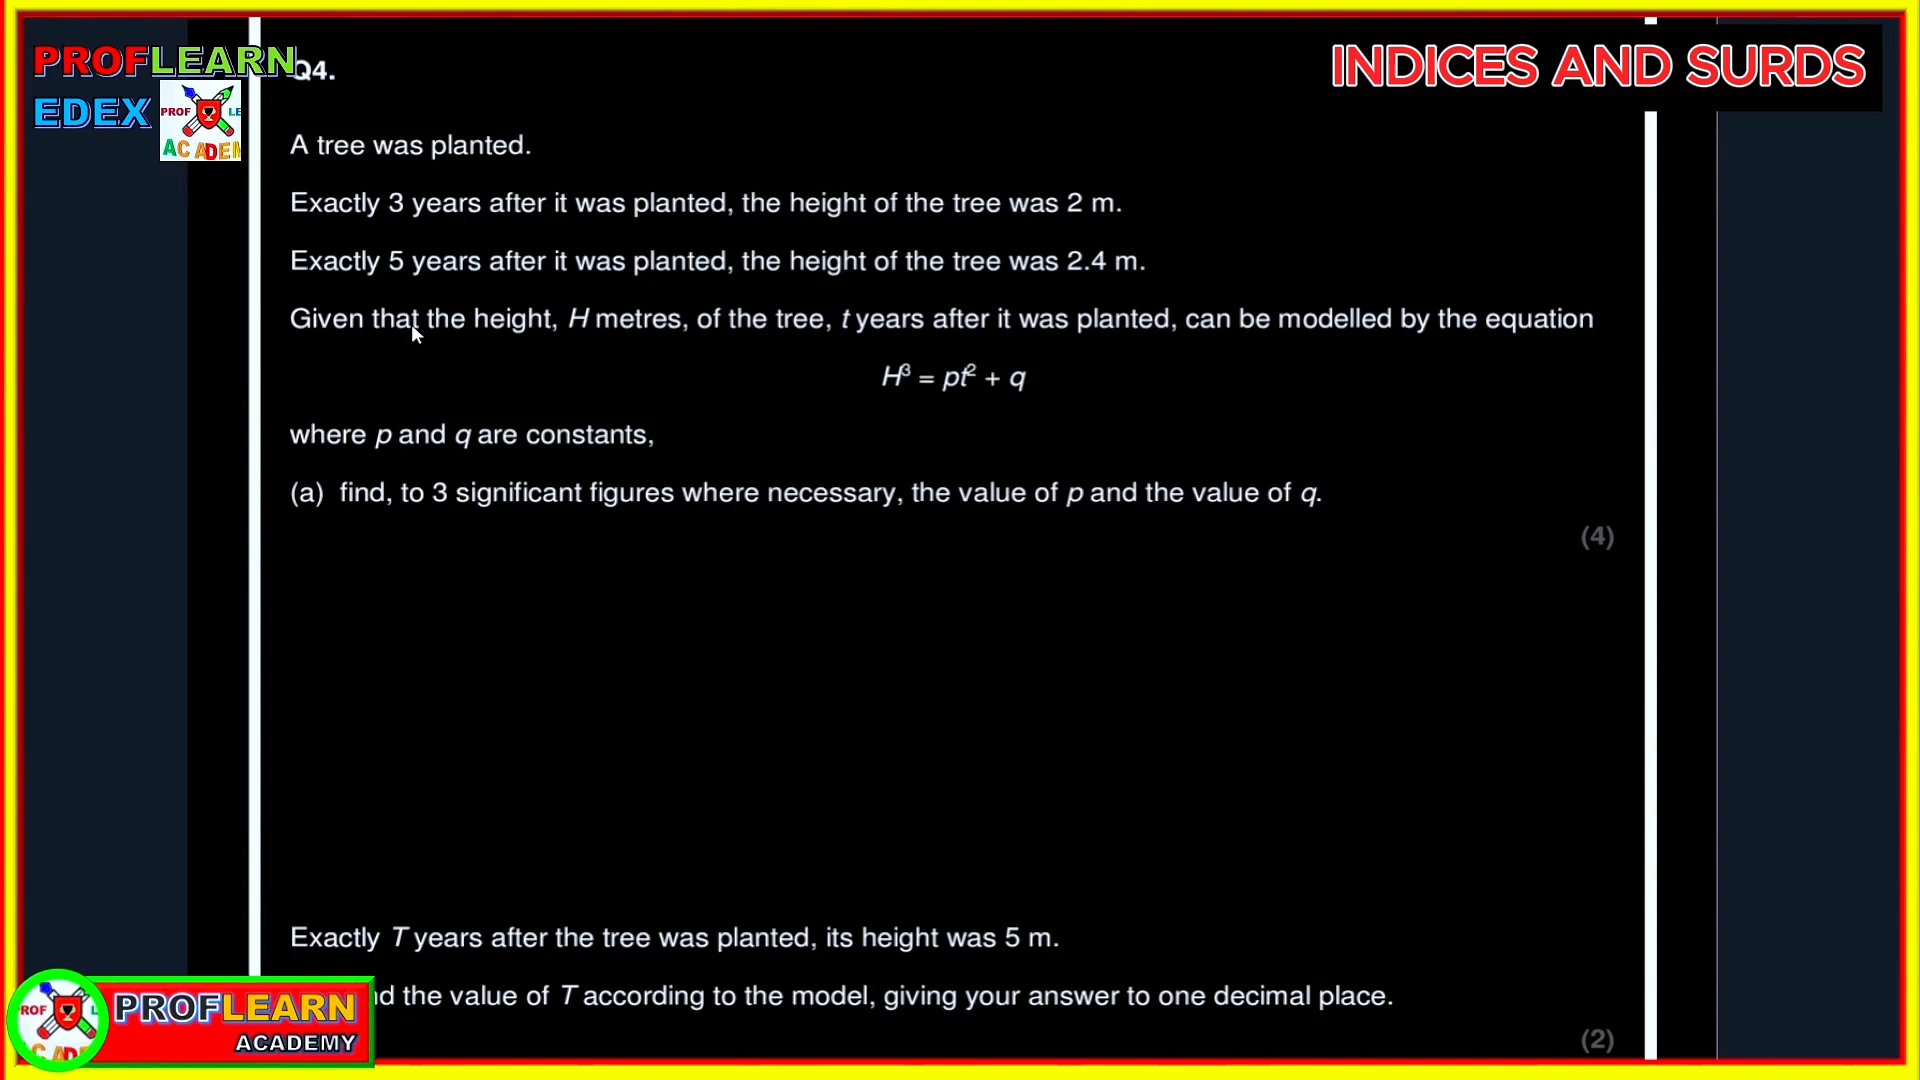 PROFLEARN
EDEX
INDICES AND SURDS
Q4.
A tree was planted.
Exactly 3 years after it was planted, the height of the tree was 2 m.
Exactly 5 years after it was planted, the height of the tree was 2.4 m.
Given that the height, H metres, of the tree, t years after it was planted, can be modelled by the equation
H³ = pt² + q
where p and q are constants,
(a) find, to 3 significant figures where necessary, the value of p and the value of q.
(4)
Exactly T years after the tree was planted, its height was 5 m.
nd the value of T according to the model, giving your answer to one decimal place.
(2)
PROFLEARN
ACADEMY